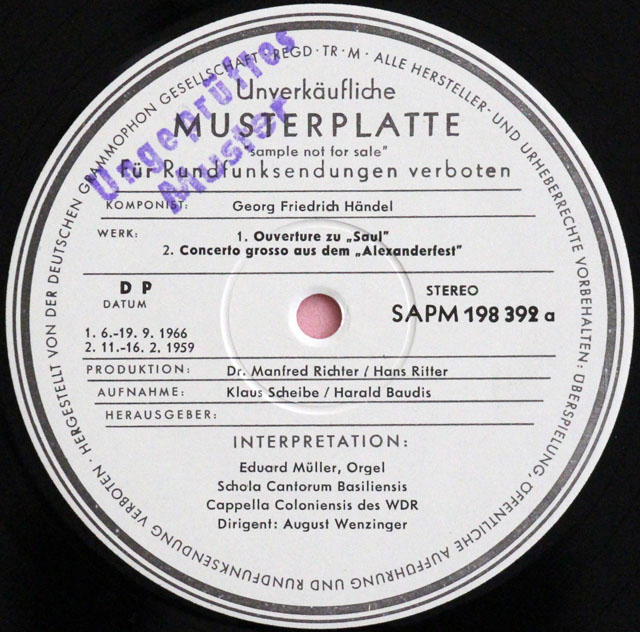 HERGESTELLT VON DER DEUTSCHEN GRAMMOPHON GESELLSCHAFT · REGD · TR · M · ALLE HERSTELLER- UND URHEBERRECHTE VORBEHALTEN: ÜBERSPIELUNG, ÖFFENTLICHE AUFFÜHRUNG UND RUNDFUNKSENDUNG VERBOTEN ·
Ungeprüftes
Muster
Unverkäufliche
MUSTERPLATTE
"sample not for sale"
für Rundfunksendungen verboten
KOMPONIST: Georg Friedrich Händel
WERK: 1. Ouverture zu „Saul"
2. Concerto grosso aus dem „Alexanderfest"
D P
DATUM
STEREO
SAPM 198 392 a
1. 6.-19. 9. 1966
2. 11.-16. 2. 1959
PRODUKTION: Dr. Manfred Richter / Hans Ritter
AUFNAHME: Klaus Scheibe / Harald Baudis
HERAUSGEBER:
INTERPRETATION:
Eduard Müller, Orgel
Schola Cantorum Basiliensis
Cappella Coloniensis des WDR
Dirigent: August Wenzinger